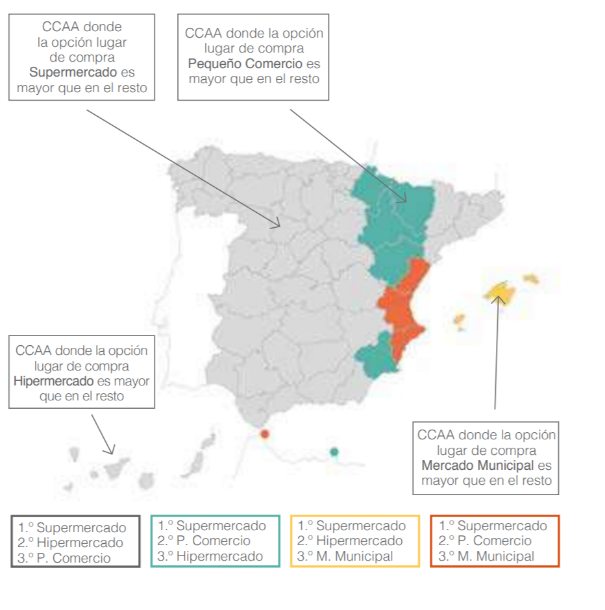 CCAA donde
la opción lugar
de compra
Supermercado es
mayor que en el resto
CCAA donde la opción
lugar de compra
Pequeño Comercio es
mayor que en el resto
CCAA donde la opción
lugar de compra
Hipermercado es mayor
que en el resto
CCAA donde la opción
lugar de compra
Mercado Municipal es
mayor que en el resto
1.º Supermercado
2.º Hipermercado
3.º P. Comercio
1.º Supermercado
2.º P. Comercio
3.º Hipermercado
1.º Supermercado
2.º Hipermercado
3.º M. Municipal
1.º Supermercado
2.º P. Comercio
3.º M. Municipal